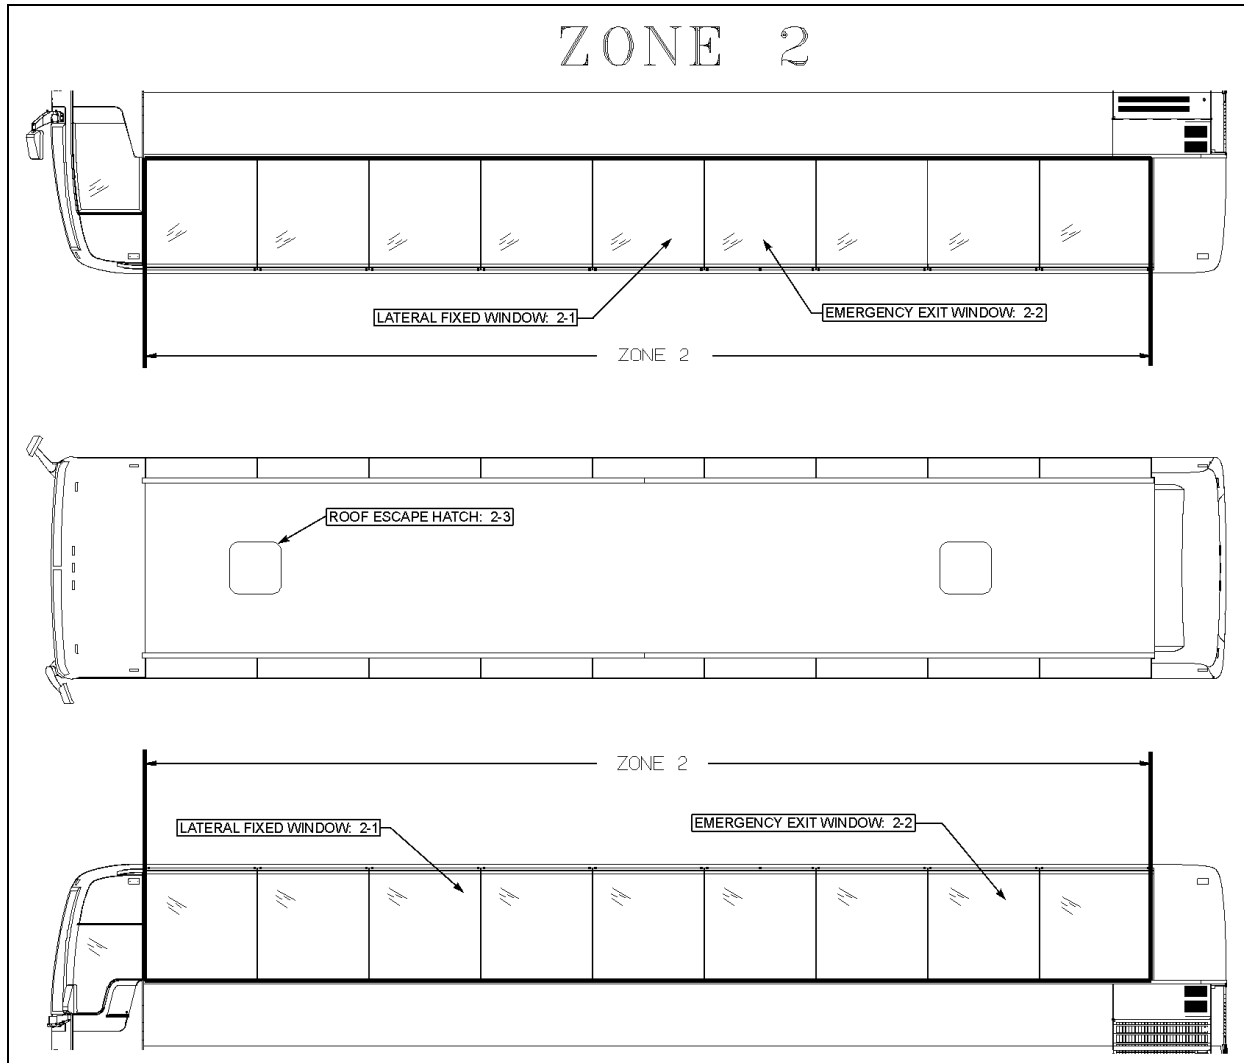 ZONE 2
LATERAL FIXED WINDOW: 2-1
EMERGENCY EXIT WINDOW: 2-2
ZONE 2
ROOF ESCAPE HATCH: 2-3
ZONE 2
LATERAL FIXED WINDOW: 2-1
EMERGENCY EXIT WINDOW: 2-2